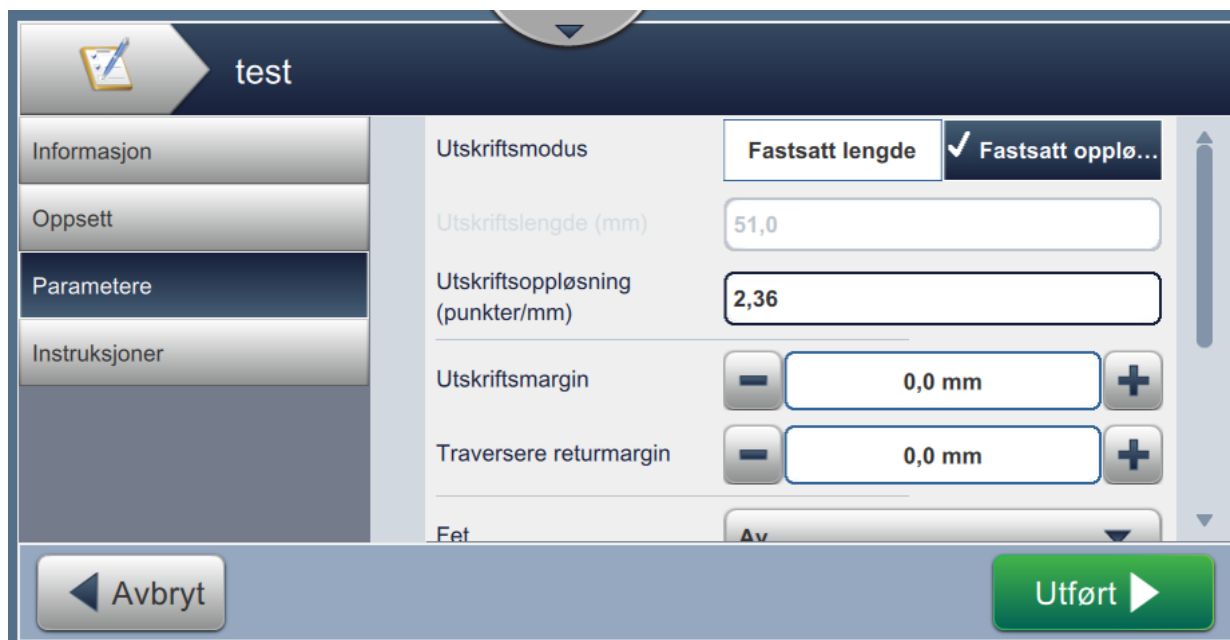 test
Informasjon
Oppsett
Parametere
Instruksjoner
Utskriftsmodus
Fastsatt lengde
Fastsatt opplø...
Utskriftslengde (mm)
51,0
Utskriftsoppløsning
(punkter/mm)
2,36
Utskriftsmargin
0,0 mm
Traversere returmargin
0,0 mm
Fet
Av
Avbryt
Utført